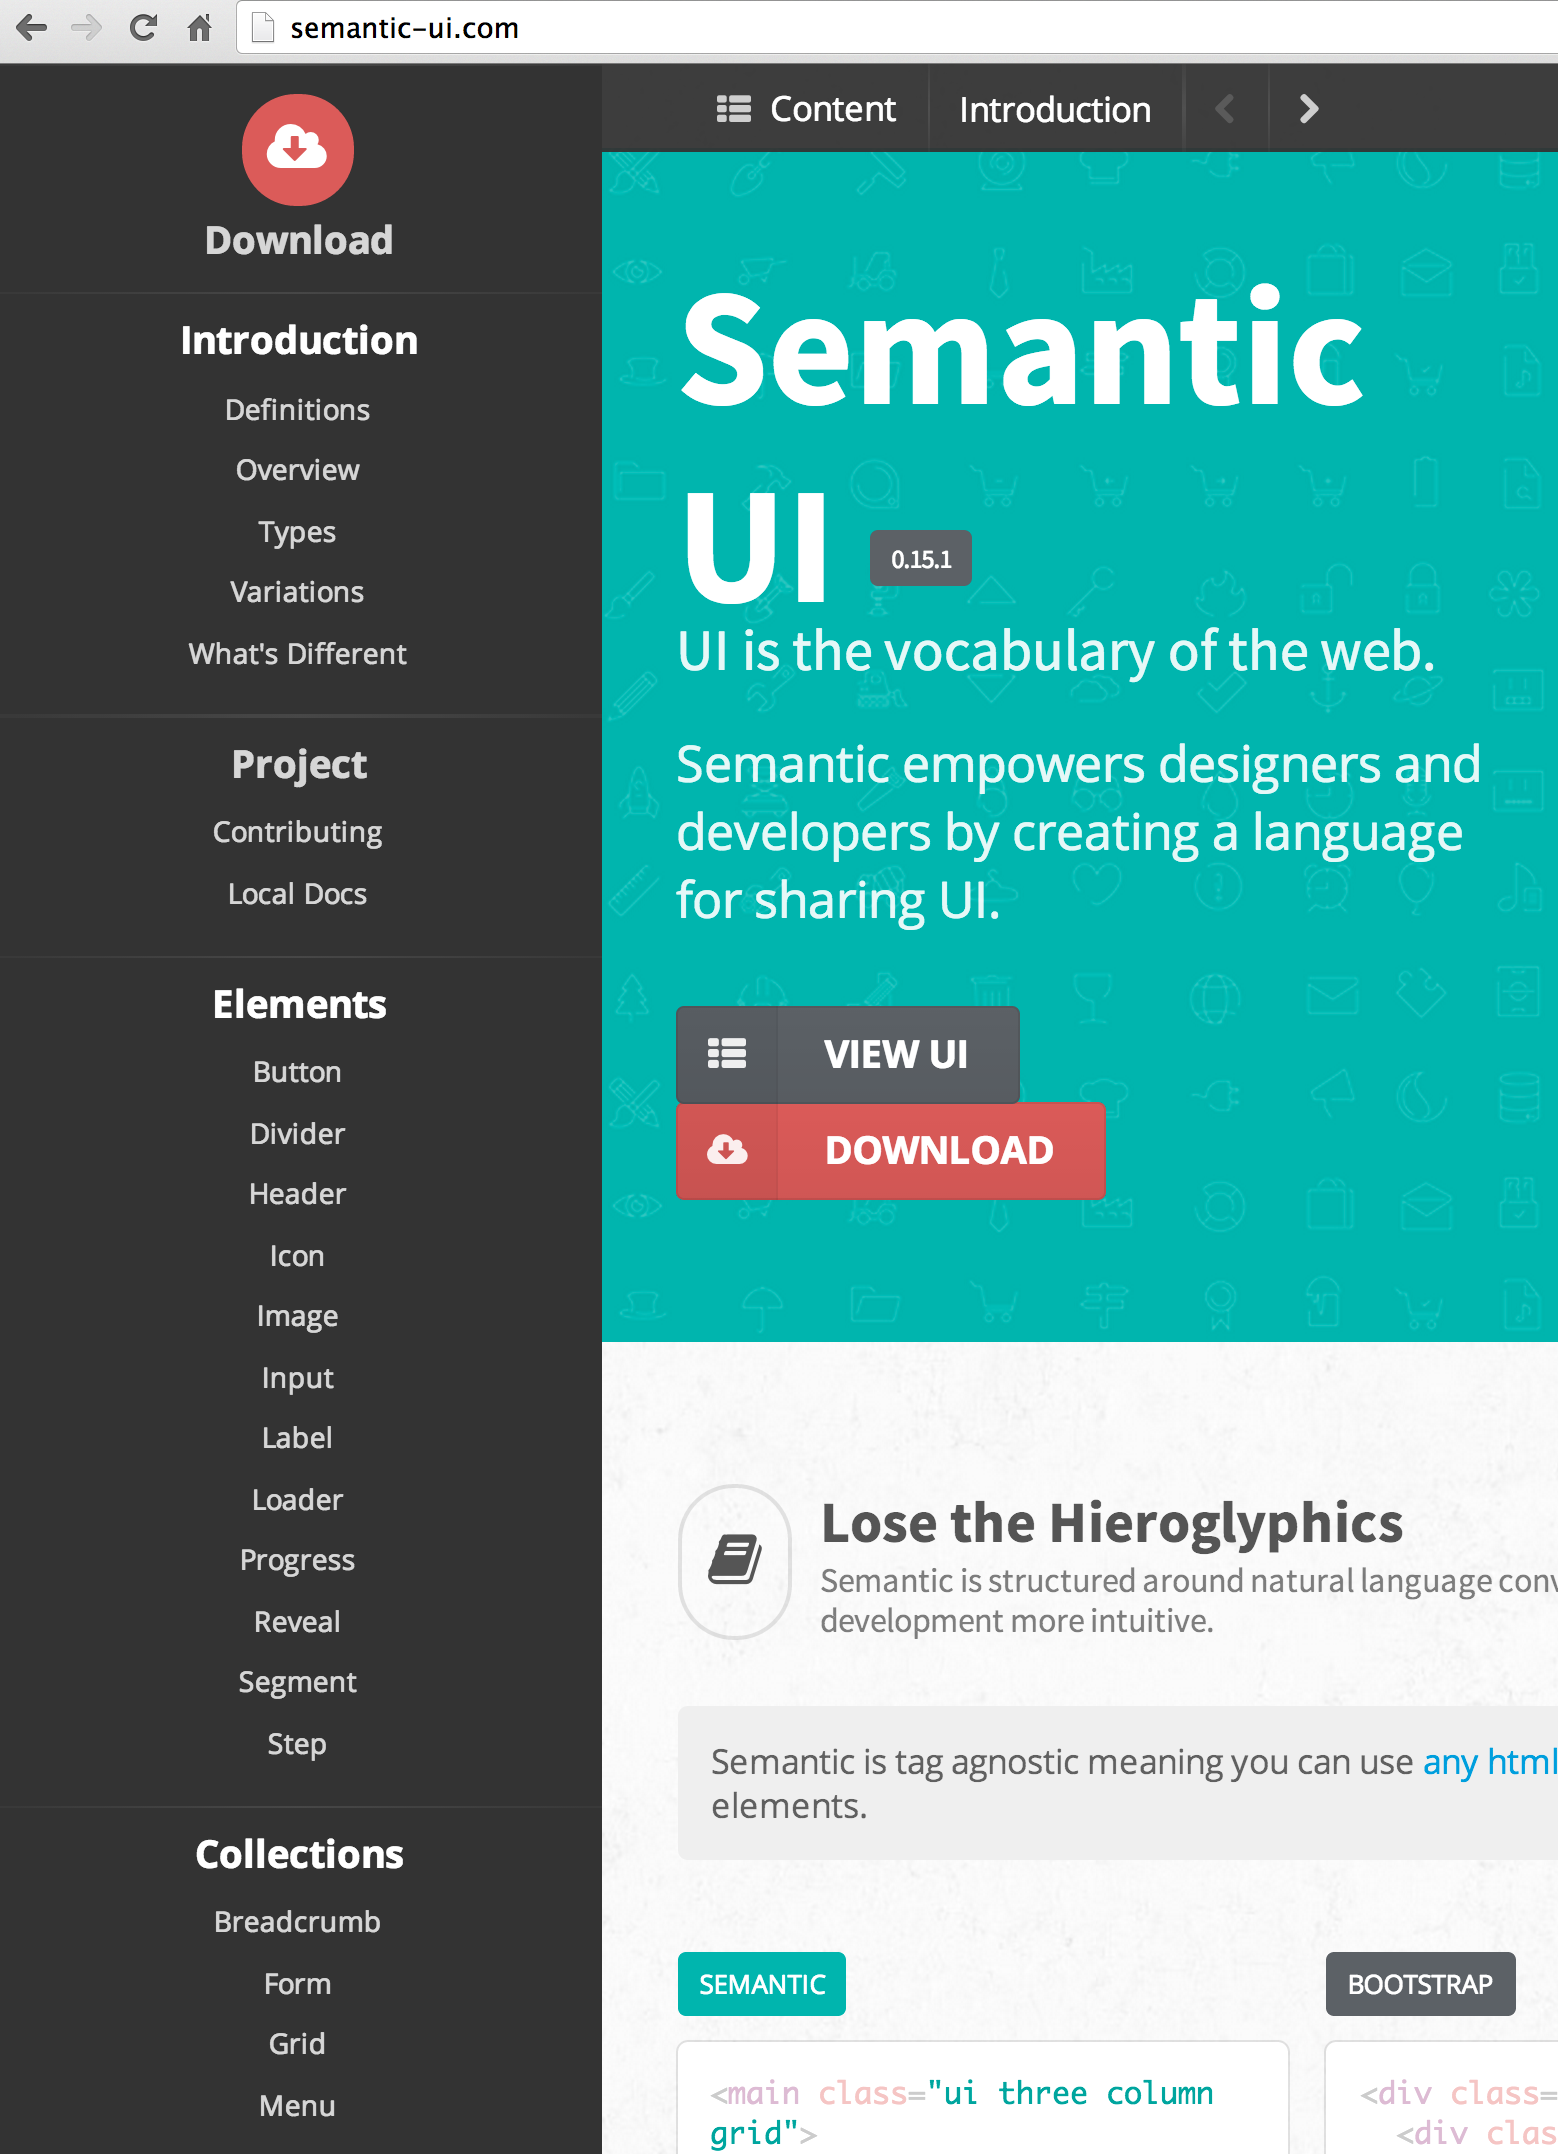 semantic-ui.com
Download
Introduction
Definitions
Overview
Types
Variations
What's Different
Project
Contributing
Local Docs
Elements
Button
Divider
Header
Icon
Image
Input
Label
Loader
Progress
Reveal
Segment
Step
Collections
Breadcrumb
Form
Grid
Menu
Content
Introduction
Semantic
UI 0.15.1
UI is the vocabulary of the web.
Semantic empowers designers and
developers by creating a language
for sharing UI.
VIEW UI
DOWNLOAD
Lose the Hieroglyphics
Semantic is structured around natural language conv
development more intuitive.
Semantic is tag agnostic meaning you can use any html
elements.
SEMANTIC
<main class="ui three column
grid">
BOOTSTRAP
<div class=
<div clas